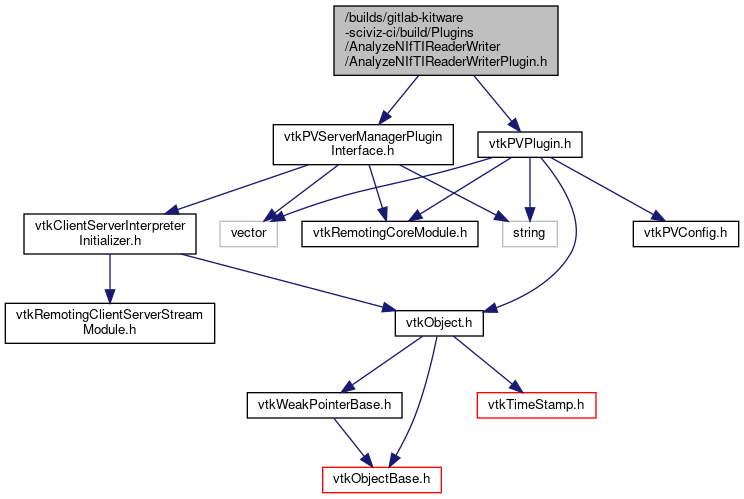 /builds/gitlab-kitware
-sciviz-ci/build/Plugins
/AnalyzeNIfTIReaderWriter
/AnalyzeNIfTIReaderWriterPlugin.h
vtkPVServerManagerPlugin
Interface.h
vtkPVPlugin.h
vtkClientServerInterpreter
Initializer.h
vector
vtkRemotingCoreModule.h
string
vtkPVConfig.h
vtkRemotingClientServerStream
Module.h
vtkObject.h
vtkWeakPointerBase.h
vtkTimeStamp.h
vtkObjectBase.h